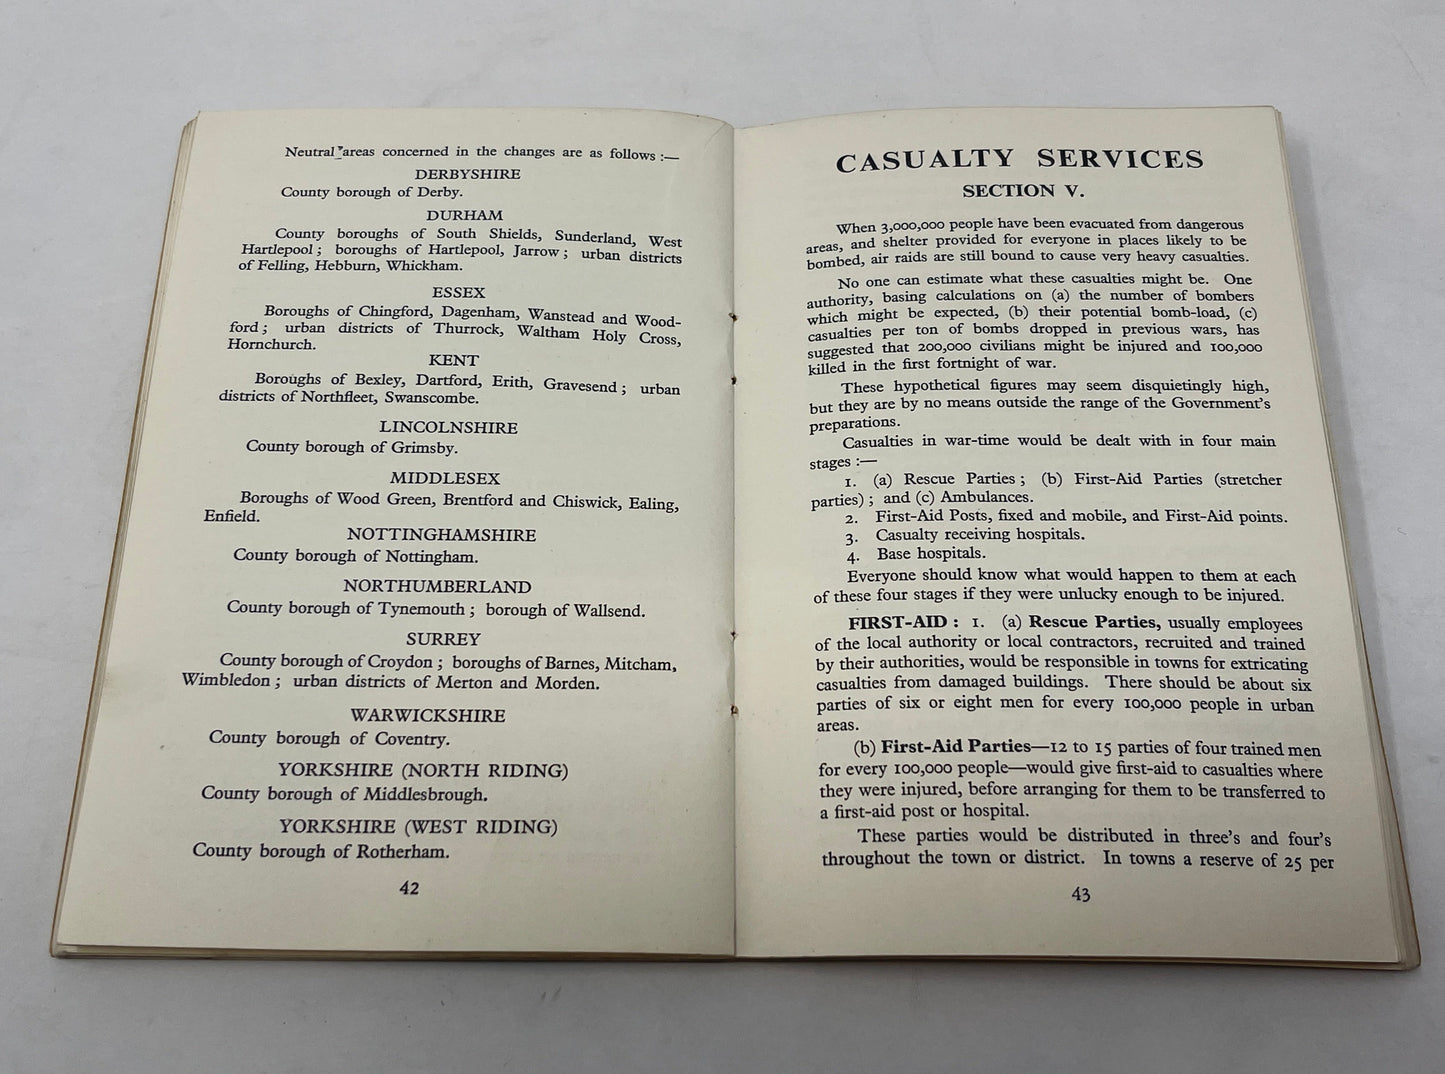 Neutral areas concerned in the changes are as follows :—
DERBYSHIRE
County borough of Derby.
DURHAM
County boroughs of South Shields, Sunderland, West
Hartlepool ; boroughs of Hartlepool, Jarrow ; urban districts
of Felling, Hebburn, Whickham.
ESSEX
Boroughs of Chingford, Dagenham, Wanstead and Wood-
ford ; urban districts of Thurrock, Waltham Holy Cross,
Hornchurch.
KENT
Boroughs of Bexley, Dartford, Erith, Gravesend ; urban
districts of Northfleet, Swanscombe.
LINCOLNSHIRE
County borough of Grimsby.
MIDDLESEX
Boroughs of Wood Green, Brentford and Chiswick, Ealing,
Enfield.
NOTTINGHAMSHIRE
County borough of Nottingham.
NORTHUMBERLAND
County borough of Tynemouth ; borough of Wallsend.
SURREY
County borough of Croydon ; boroughs of Barnes, Mitcham,
Wimbledon ; urban districts of Merton and Morden.
WARWICKSHIRE
County borough of Coventry.
YORKSHIRE (NORTH RIDING)
County borough of Middlesbrough.
YORKSHIRE (WEST RIDING)
County borough of Rotherham.
42
CASUALTY SERVICES
SECTION V.
When 3,000,000 people have been evacuated from dangerous
areas, and shelter provided for everyone in places likely to be
bombed, air raids are still bound to cause very heavy casualties.
No one can estimate what these casualties might be. One
authority, basing calculations on (a) the number of bombers
which might be expected, (b) their potential bomb-load, (c)
casualties per ton of bombs dropped in previous wars, has
suggested that 200,000 civilians might be injured and 100,000
killed in the first fortnight of war.
These hypothetical figures may seem disquietingly high,
but they are by no means outside the range of the Government's
preparations.
Casualties in war-time would be dealt with in four main
stages :—
1. (a) Rescue Parties ; (b) First-Aid Parties (stretcher
parties) ; and (c) Ambulances.
2. First-Aid Posts, fixed and mobile, and First-Aid points.
3. Casualty receiving hospitals.
4. Base hospitals.
Everyone should know what would happen to them at each
of these four stages if they were unlucky enough to be injured.
FIRST-AID : 1. (a) Rescue Parties, usually employees
of the local authority or local contractors, recruited and trained
by their authorities, would be responsible in towns for extricating
casualties from damaged buildings. There should be about six
parties of six or eight men for every 100,000 people in urban
areas.
(b) First-Aid Parties—12 to 15 parties of four trained men
for every 100,000 people—would give first-aid to casualties where
they were injured, before arranging for them to be transferred to
a first-aid post or hospital.
These parties would be distributed in three's and four's
throughout the town or district. In towns a reserve of 25 per
43